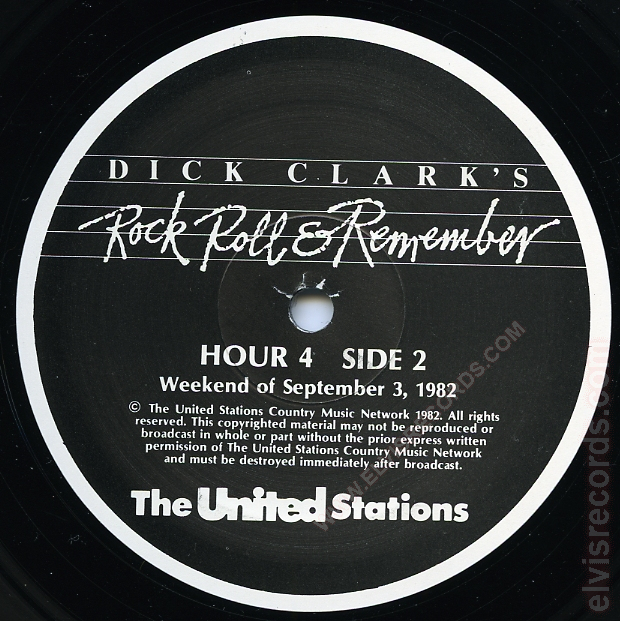 DICK CLARK'S
Rock Roll & Remember
HOUR 4 SIDE 2
Weekend of September 3, 1982
© The United Stations Country Music Network 1982. All rights
reserved. This copyrighted material may not be reproduced or
broadcast in whole or part without the prior express written
permission of The United Stations Country Music Network
and must be destroyed immediately after broadcast.
The United Stations
WWW.ELVISRECORDS.COM
elvisrecords.com